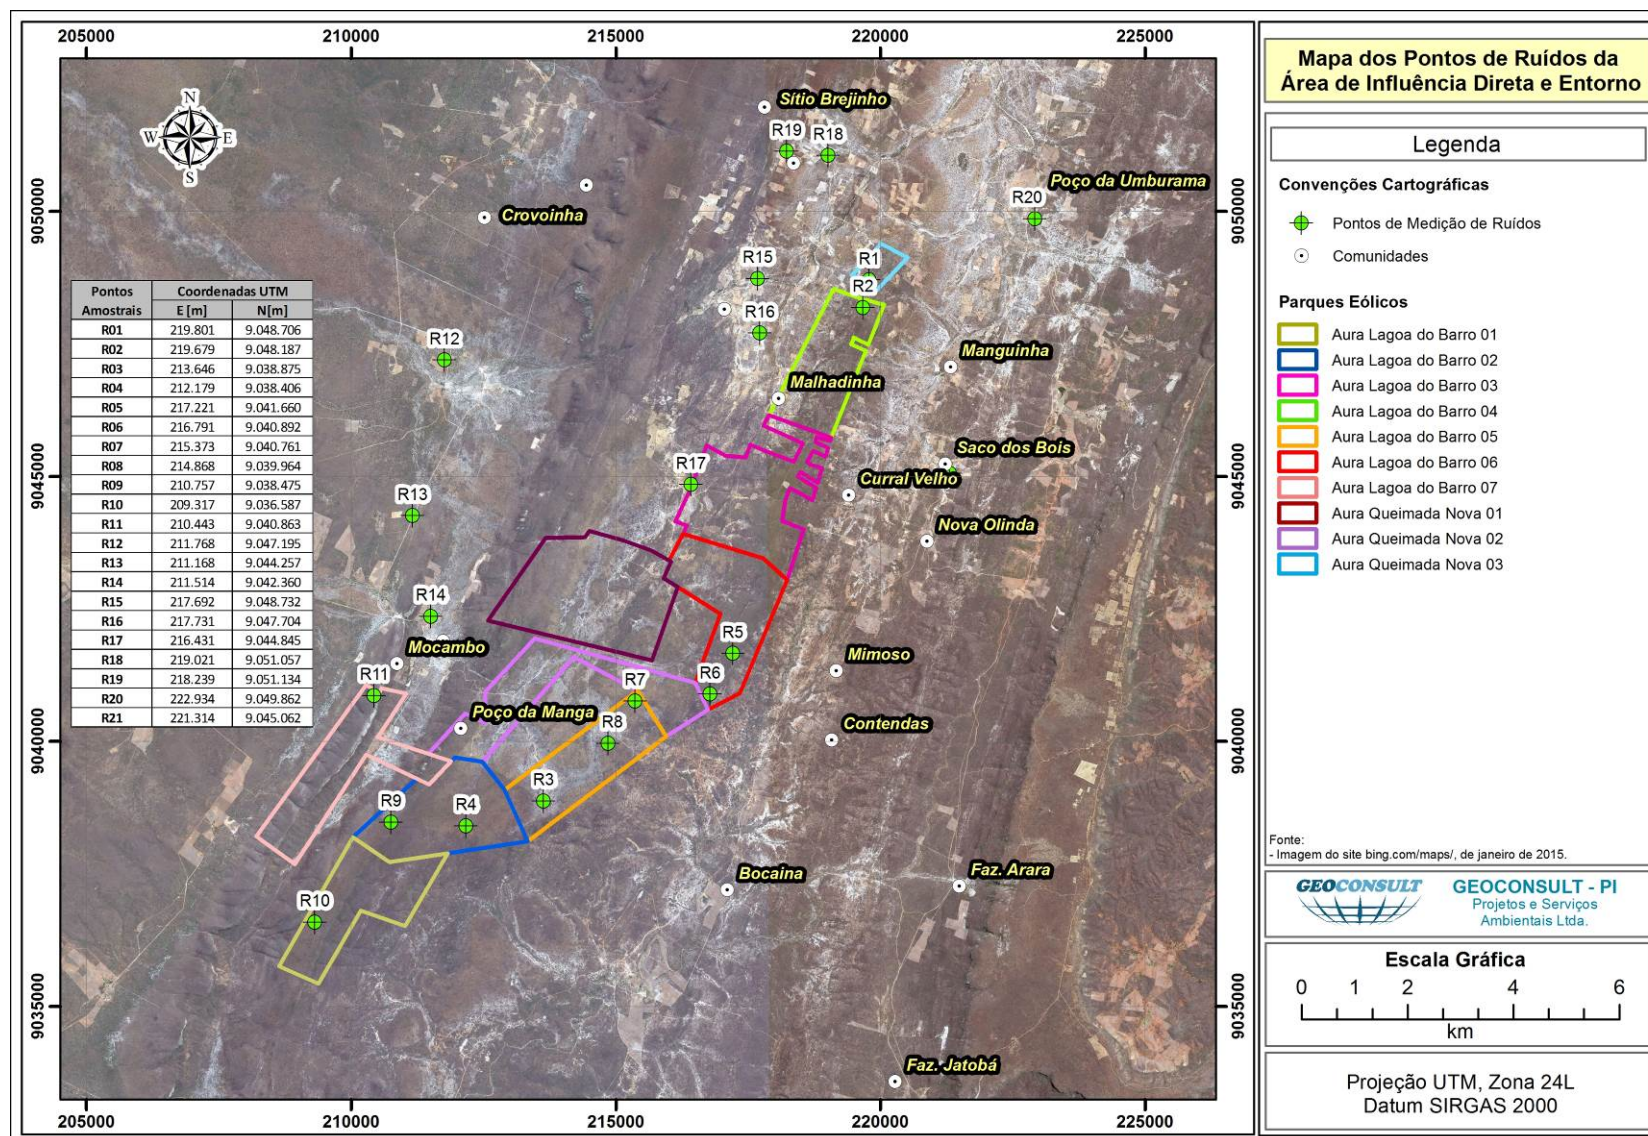 205000 210000 215000 220000 225000
N
W E
S
Sítio Brejinho
R19 R18
Poço da Umburama
R20
Crovoinha
9050000 9050000
R15
R1
R2
R16
R12
Manguinha
Malhadinha
Saco dos Bois
R17
Curral Velho
9045000 9045000
R13
Nova Olinda
R14
Mocambo
R5
Mimoso
R11
R6
R7
Poço da Manga
R8
Contendas
9040000 9040000
R3
R9 R4
Bocaina
Faz. Arara
R10
9035000 9035000
Faz. Jatobá
205000 210000 215000 220000 225000
Pontos Amostrais Coordenadas UTM
E [m] N[m]
R01 219.801 9.048.706
R02 219.679 9.048.187
R03 213.646 9.038.875
R04 212.179 9.038.406
R05 217.221 9.041.660
R06 216.791 9.040.892
R07 215.373 9.040.761
R08 214.868 9.039.964
R09 210.757 9.038.475
R10 209.317 9.036.587
R11 210.443 9.040.863
R12 211.768 9.047.195
R13 211.168 9.044.257
R14 211.514 9.042.360
R15 217.692 9.048.732
R16 217.731 9.047.704
R17 216.431 9.044.845
R18 219.021 9.051.057
R19 218.239 9.051.134
R20 222.934 9.049.862
R21 221.314 9.045.062
Mapa dos Pontos de Ruídos da
Área de Influência Direta e Entorno
Legenda
Convenções Cartográficas
Pontos de Medição de Ruídos
Comunidades
Parques Eólicos
Aura Lagoa do Barro 01
Aura Lagoa do Barro 02
Aura Lagoa do Barro 03
Aura Lagoa do Barro 04
Aura Lagoa do Barro 05
Aura Lagoa do Barro 06
Aura Lagoa do Barro 07
Aura Queimada Nova 01
Aura Queimada Nova 02
Aura Queimada Nova 03
Fonte:
- Imagem do site bing.com/maps/, de janeiro de 2015.
GEOCONSULT
GEOCONSULT - PI
Projetos e Serviços
Ambientais Ltda.
Escala Gráfica
0 1 2 4 6
km
Projeção UTM, Zona 24L
Datum SIRGAS 2000